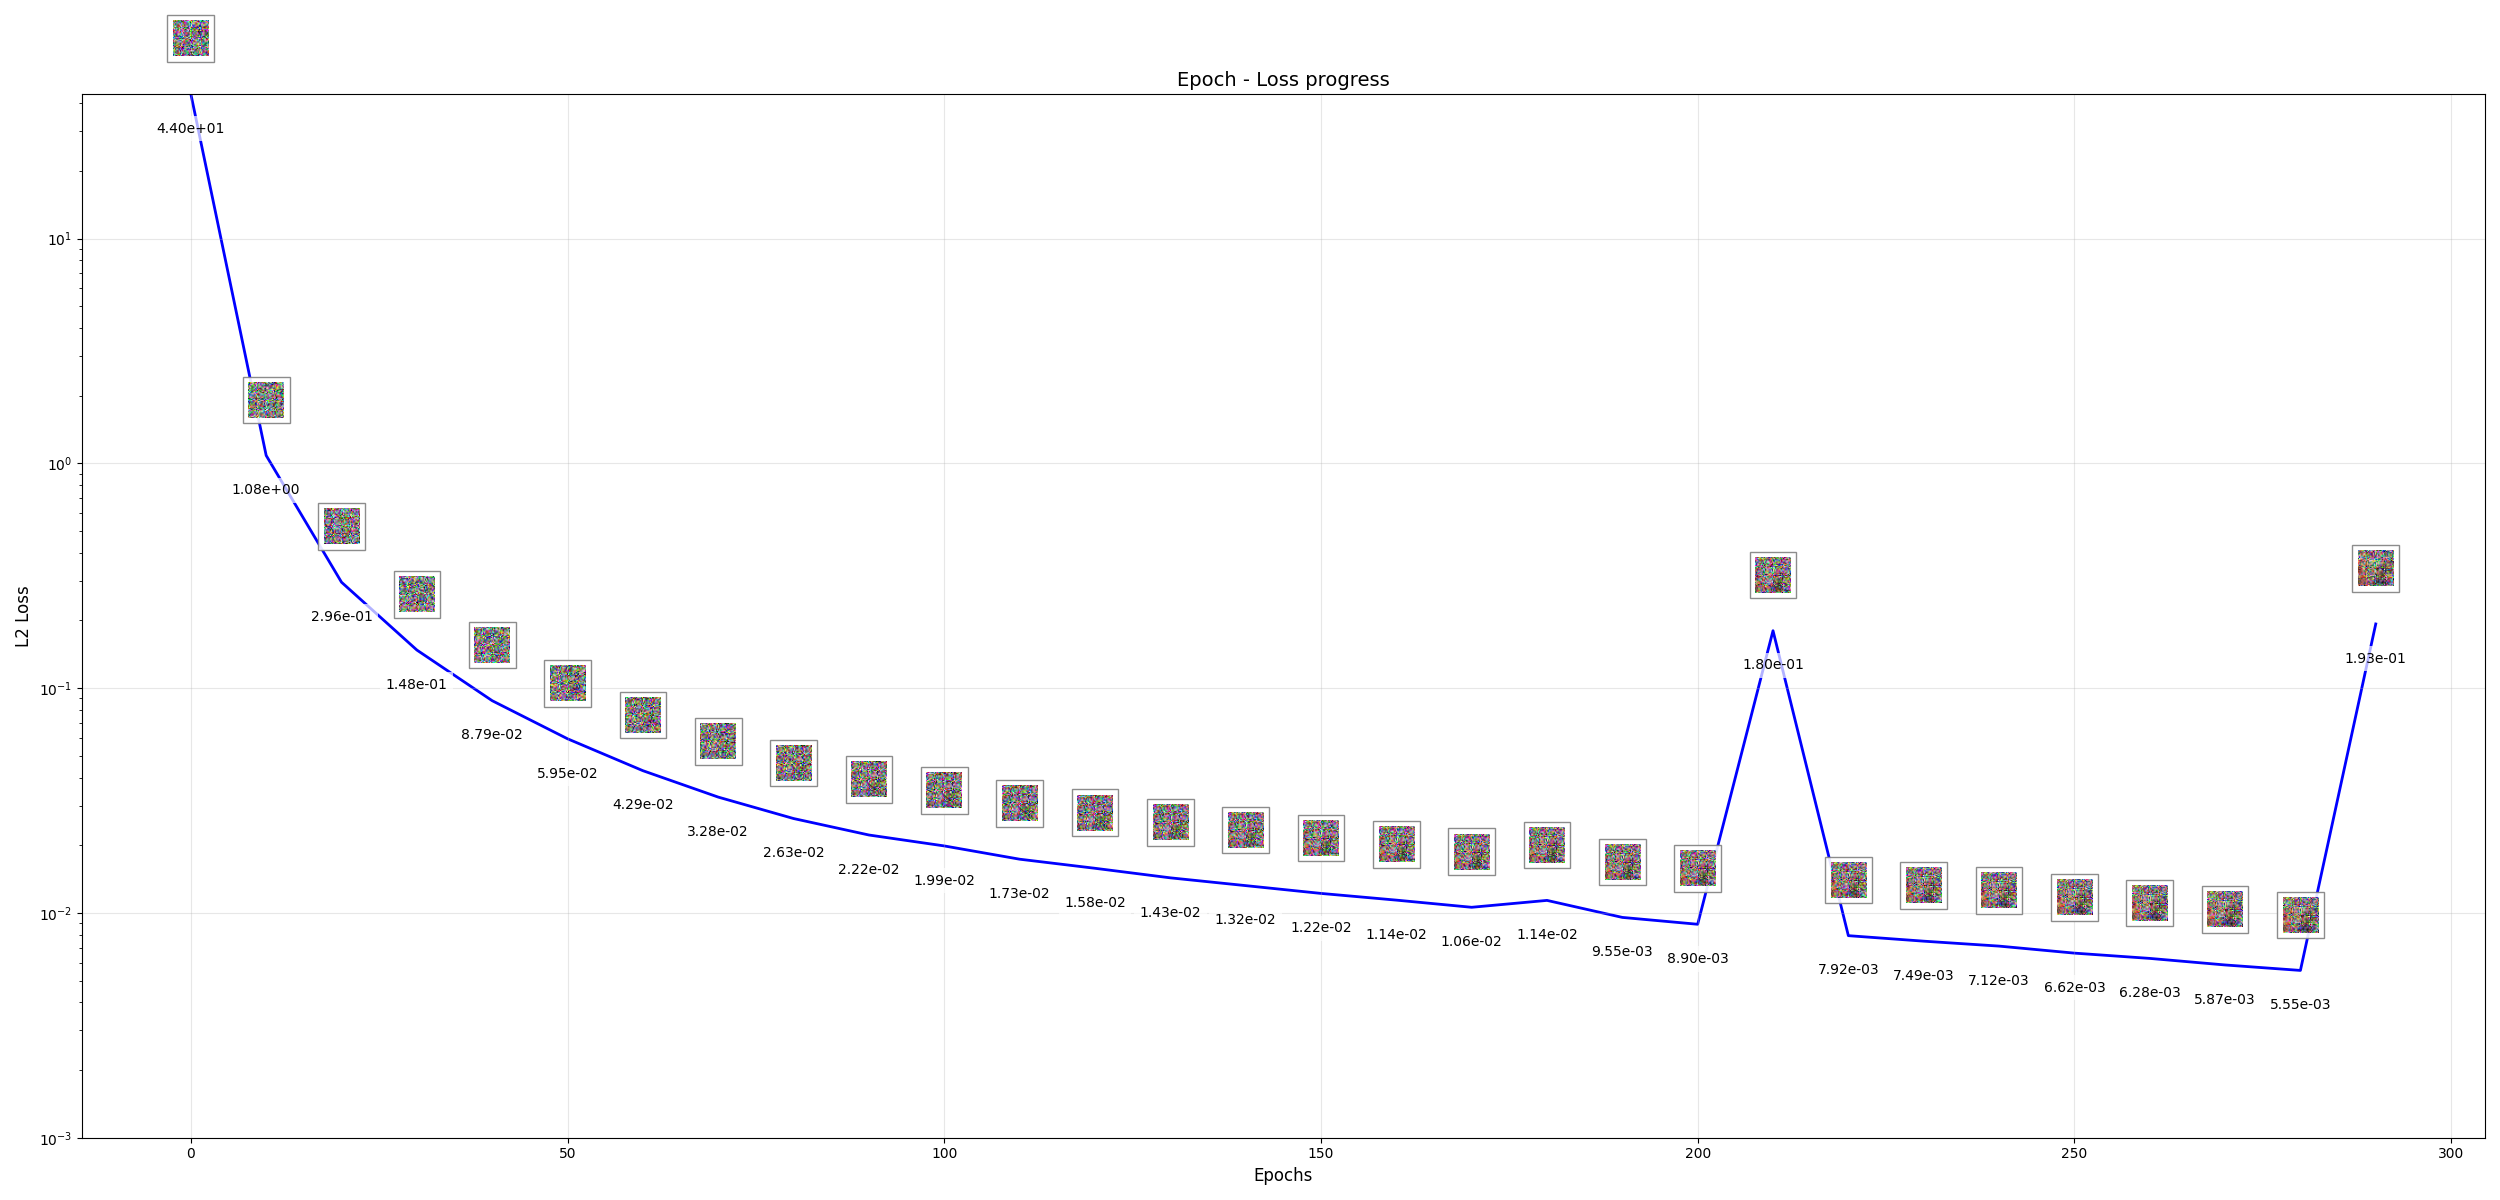 Epoch - Loss progress
4.40e+01
10¹
1.08e+00
10⁰
2.96e-01
1.48e-01
8.79e-02
5.95e-02
4.29e-02
3.28e-02
2.63e-02
2.22e-02
1.99e-02
1.73e-02
1.58e-02
1.43e-02
1.32e-02
1.22e-02
1.14e-02
1.06e-02
1.14e-02
9.55e-03
8.90e-03
1.80e-01
7.92e-03
7.49e-03
7.12e-03
6.62e-03
6.28e-03
5.87e-03
5.55e-03
1.93e-01
L2 Loss
10⁻¹
10⁻²
10⁻³
0 50 100 150 200 250 300
Epochs